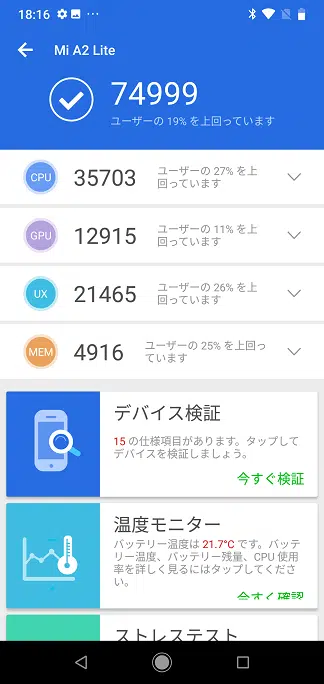 18:16
Mi A2 Lite
74999
ユーザーの 19% を上回っています
CPU
35703
ユーザーの 27% を上
回っています
GPU
12915
ユーザーの 11% を上
回っています
UX
21465
ユーザーの 26% を上
回っています
MEM
4916
ユーザーの 25% を上回っ
ています
デバイス検証
15 の仕様項目があります。タップして
デバイスを検証しましょう。
今すぐ検証
温度モニター
バッテリー温度は 21.7°C です。バッテ
リー温度、バッテリー残量、CPU 使用
率を詳しく見るにはタップしてくださ
い。
今すぐ確認
ストレステスト